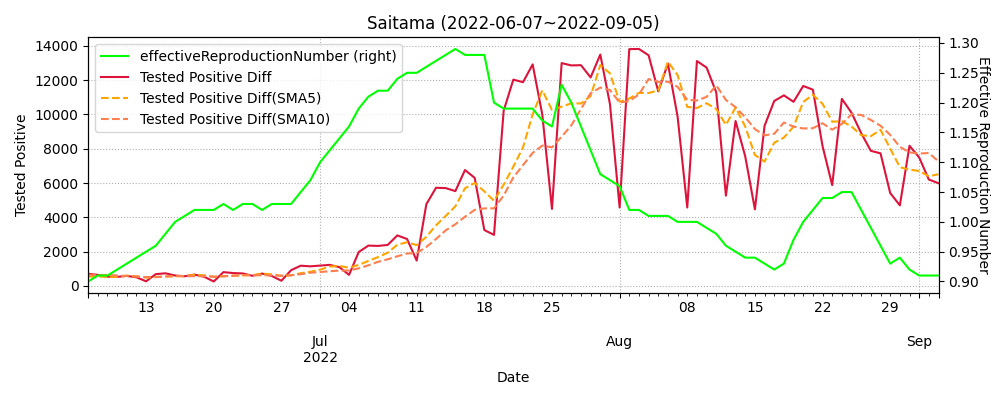 Saitama (2022-06-07~2022-09-05)
effectiveReproductionNumber (right)
Tested Positive Diff
Tested Positive Diff(SMA5)
Tested Positive Diff(SMA10)
Tested Positive
14000
12000
10000
8000
6000
4000
2000
0
1.30
1.25
1.20
1.15
1.10
1.05
1.00
0.95
0.90
Effective Reproduction Number
13 20 27 04 11 18 25 08 15 22 29
Jul Aug Sep
2022
Date